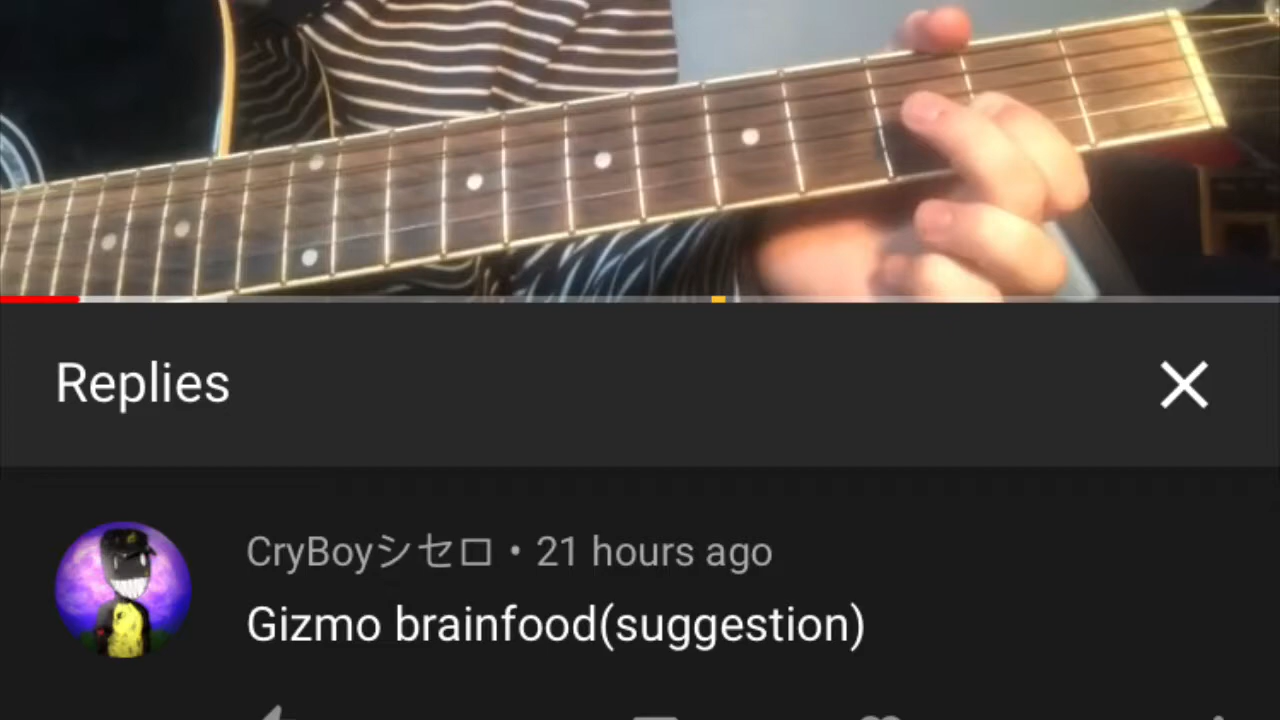 Replies
CryBoyシセロ • 21 hours ago
Gizmo brainfood(suggestion)